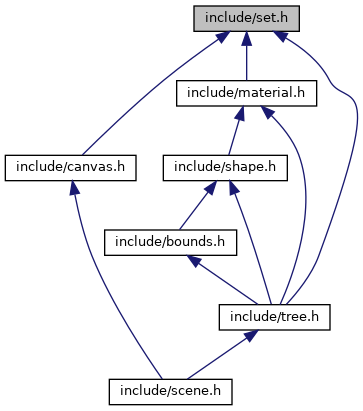 include/set.h
include/material.h
include/canvas.h
include/shape.h
include/bounds.h
include/tree.h
include/scene.h